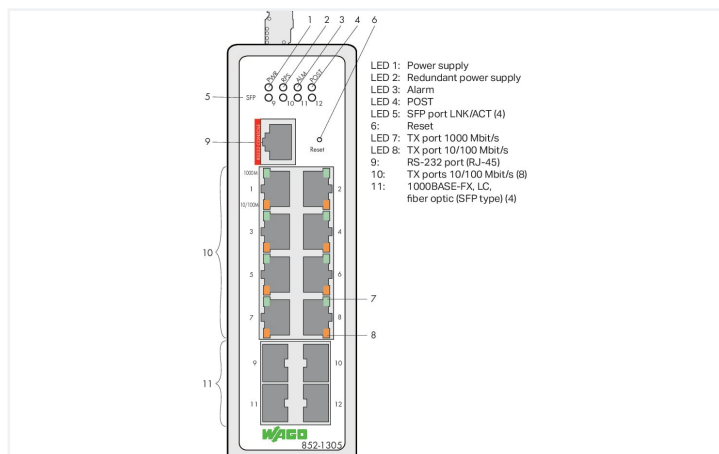 1 2 3 4 6
PWR RPS ALM POST
5 SFP 9 10 11 12
9
Reset
1000M
1 2
10/100M
3 4
10
5 6
7
7 8
8
9 10
11
11 12
WAGO
852-1305
LED 1: Power supply
LED 2: Redundant power supply
LED 3: Alarm
LED 4: POST
LED 5: SFP port LNK/ACT (4)
6: Reset
LED 7: TX port 1000 Mbit/s
LED 8: TX port 10/100 Mbit/s
9: RS-232 port (RJ-45)
10: TX ports 10/100 Mbit/s (8)
11: 1000BASE-FX, LC,
fiber optic (SFP type) (4)